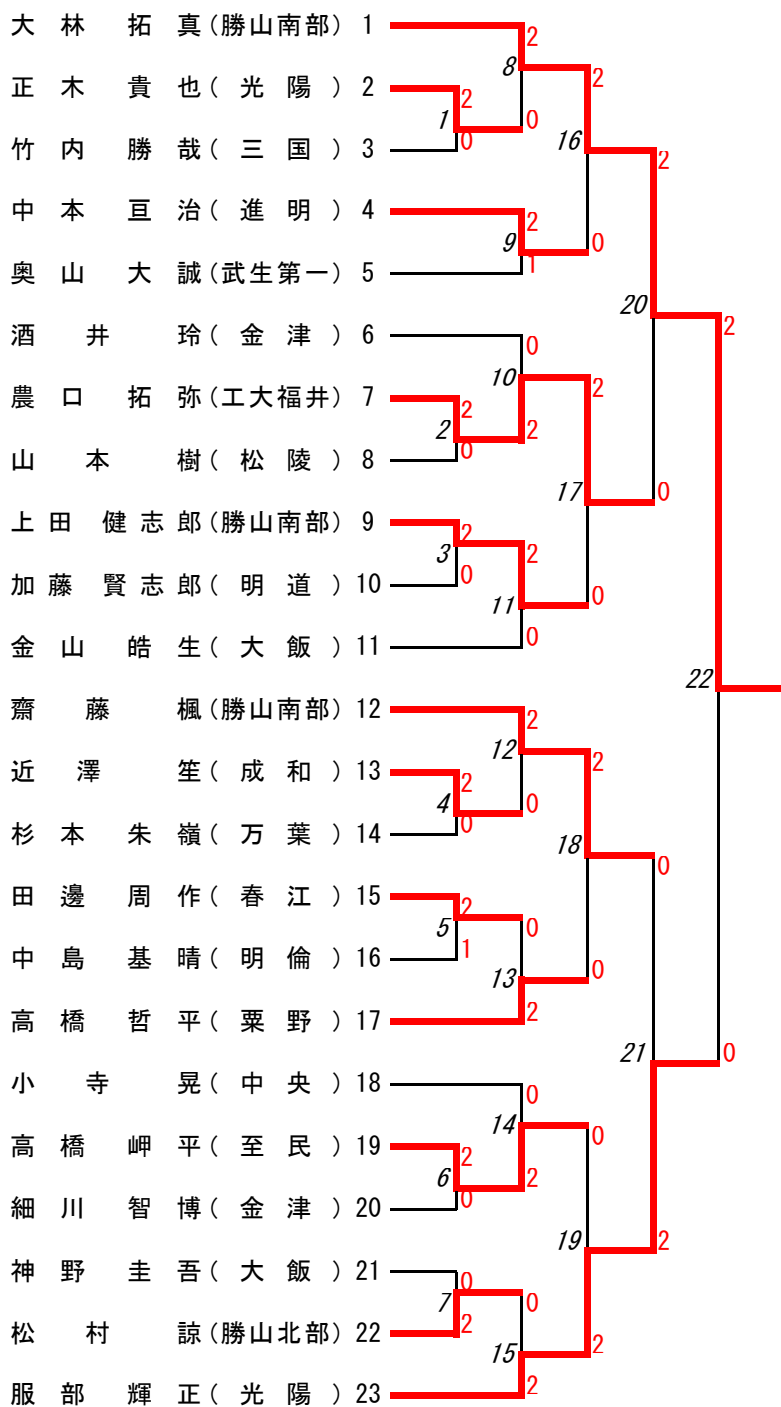 大林拓真(勝山南部) 1
2
8
2
正木貴也(光陽) 2
2
1
0
16
竹内勝哉(三国) 3
0
2
中本亘治(進明) 4
2
9
0
奥山大誠(武生第一) 5
1
20
2
酒井玲(金津) 6
0
10
2
農口拓弥(工大福井) 7
2
2
2
山本樹(松陵) 8
0
17
0
上田健志郎(勝山南部) 9
2
3
2
加藤賢志郎(明道) 10
0
11
0
金山皓生(大飯) 11
0
22
齋藤楓(勝山南部) 12
2
12
2
近澤笙(成和) 13
2
4
0
杉本朱嶺(万葉) 14
0
18
0
田邊周作(春江) 15
2
5
0
中島基晴(明倫) 16
1
13
0
高橋哲平(粟野) 17
2
21
0
小寺晃(中央) 18
0
14
0
高橋岬平(至民) 19
2
6
2
細川智博(金津) 20
0
19
2
神野圭吾(大飯) 21
0
7
0
松村諒(勝山北部) 22
2
15
2
服部輝正(光陽) 23
2